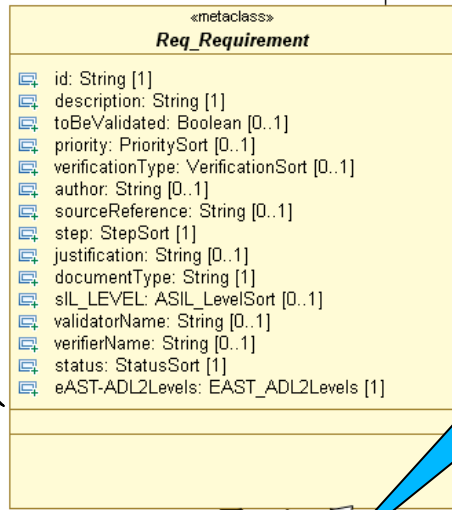 «metaclass»
Req_Requirement
id: String [1]
description: String [1]
toBeValidated: Boolean [0..1]
priority: PrioritySort [0..1]
verificationType: VerificationSort [0..1]
author: String [0..1]
sourceReference: String [0..1]
step: StepSort [1]
justification: String [0..1]
documentType: String [1]
sIL_LEVEL: ASIL_LevelSort [0..1]
validatorName: String [0..1]
verifierName: String [0..1]
status: StatusSort [1]
eAST-ADL2Levels: EAST_ADL2Levels [1]